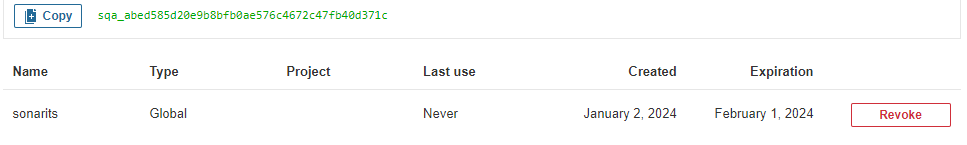 Copy sqa_abed585d20e9b8bfb0ae576c4672c47fb40d371c
Name Type Project Last use Created Expiration
sonarits Global Never January 2, 2024 February 1, 2024 Revoke